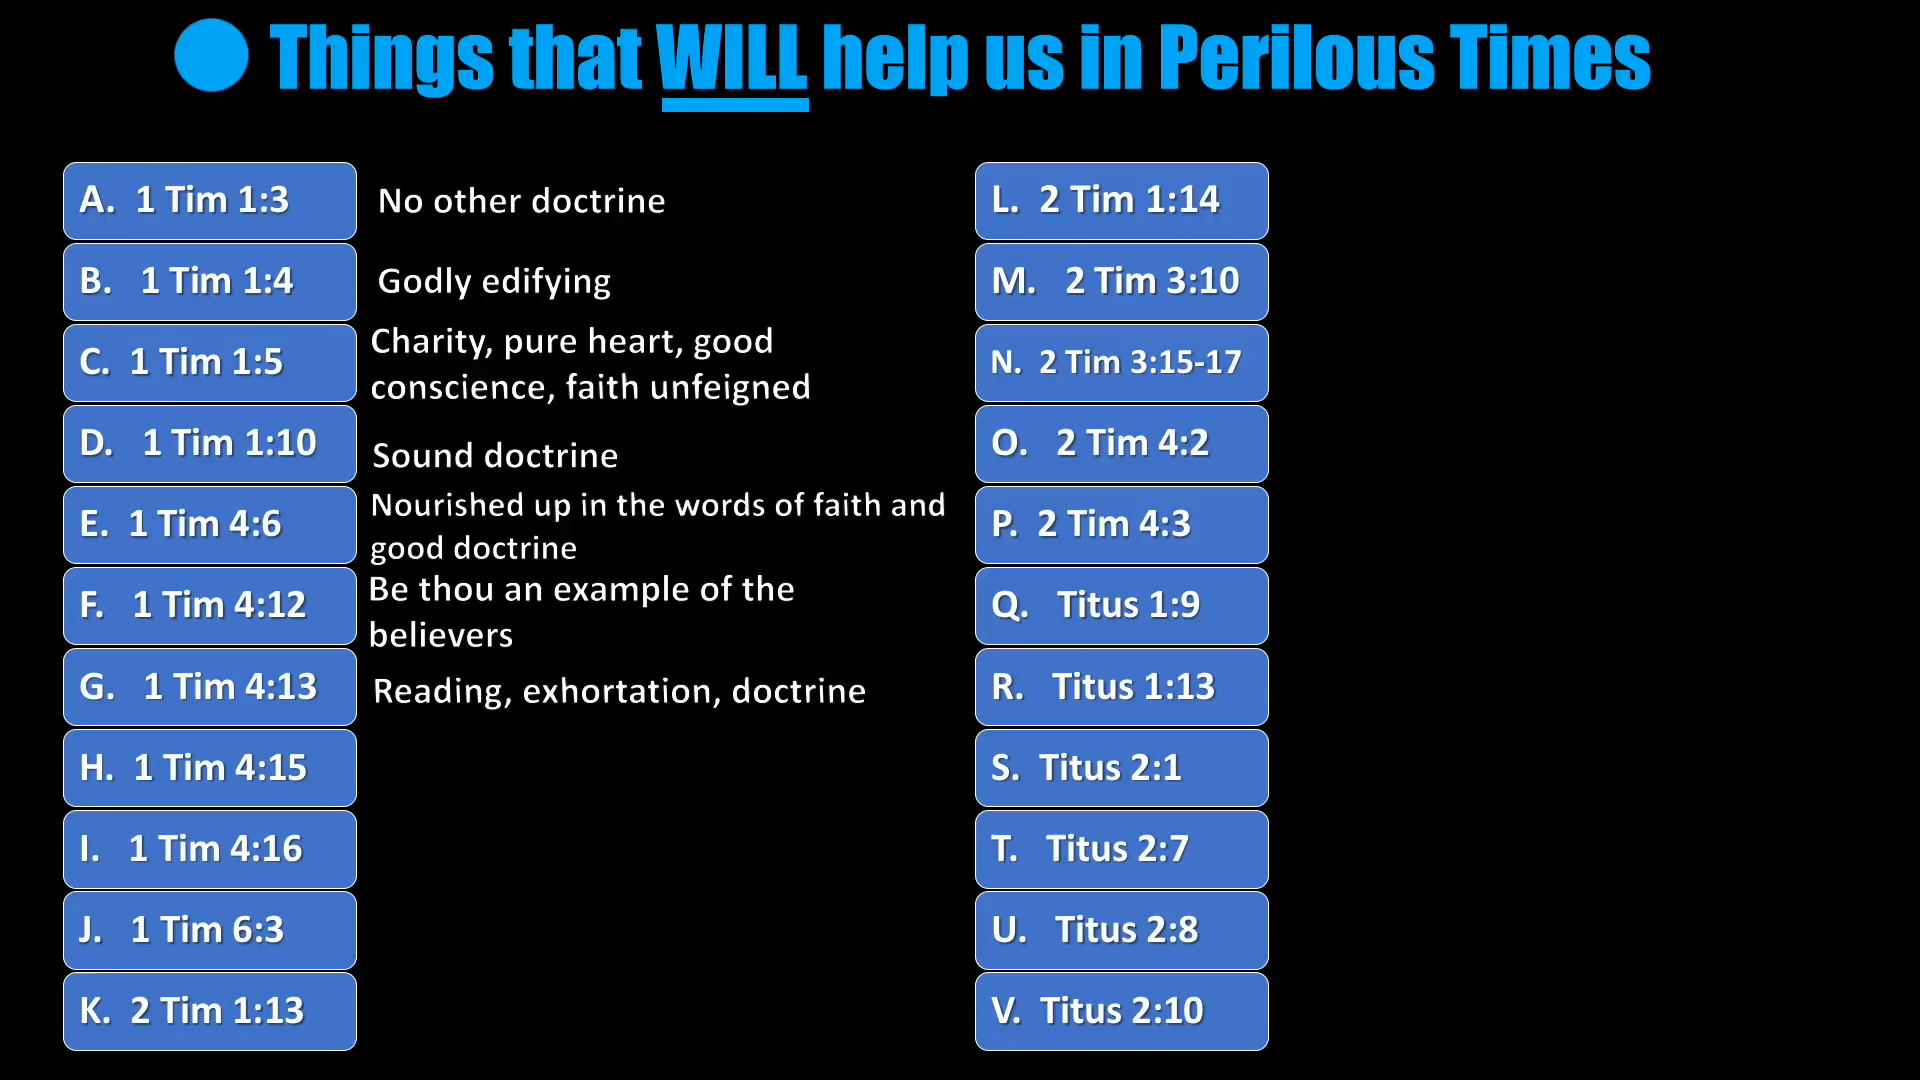 Things that WILL help us in Perilous Times
A. 1 Tim 1:3
No other doctrine
B. 1 Tim 1:4
Godly edifying
C. 1 Tim 1:5
Charity, pure heart, good
conscience, faith unfeigned
D. 1 Tim 1:10
Sound doctrine
E. 1 Tim 4:6
Nourished up in the words of faith and
good doctrine
F. 1 Tim 4:12
Be thou an example of the
believers
G. 1 Tim 4:13
Reading, exhortation, doctrine
H. 1 Tim 4:15
I. 1 Tim 4:16
J. 1 Tim 6:3
K. 2 Tim 1:13
L. 2 Tim 1:14
M. 2 Tim 3:10
N. 2 Tim 3:15-17
O. 2 Tim 4:2
P. 2 Tim 4:3
Q. Titus 1:9
R. Titus 1:13
S. Titus 2:1
T. Titus 2:7
U. Titus 2:8
V. Titus 2:10